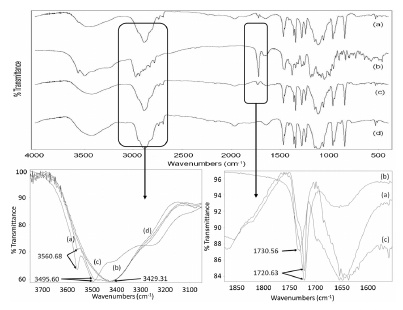 (a)
(b)
(c)
(d)
% Transmittance
4000 3500 3000 2500 2000 1500 1000 500
Wavenumbers (cm-1)
100
90
80
70
60
% Transmittance
(a)
3560.68
(c)
3495.60
(b)
(d)
3429.31
3700 3600 3500 3400 3300 3200 3100
Wavenumbers (cm-1)
96
94
92
90
88
86
84
% Transmittance
(b)
(a)
(c)
1730.56
1720.63
1850 1800 1750 1700 1650 1600
Wavenumbers (cm-1)